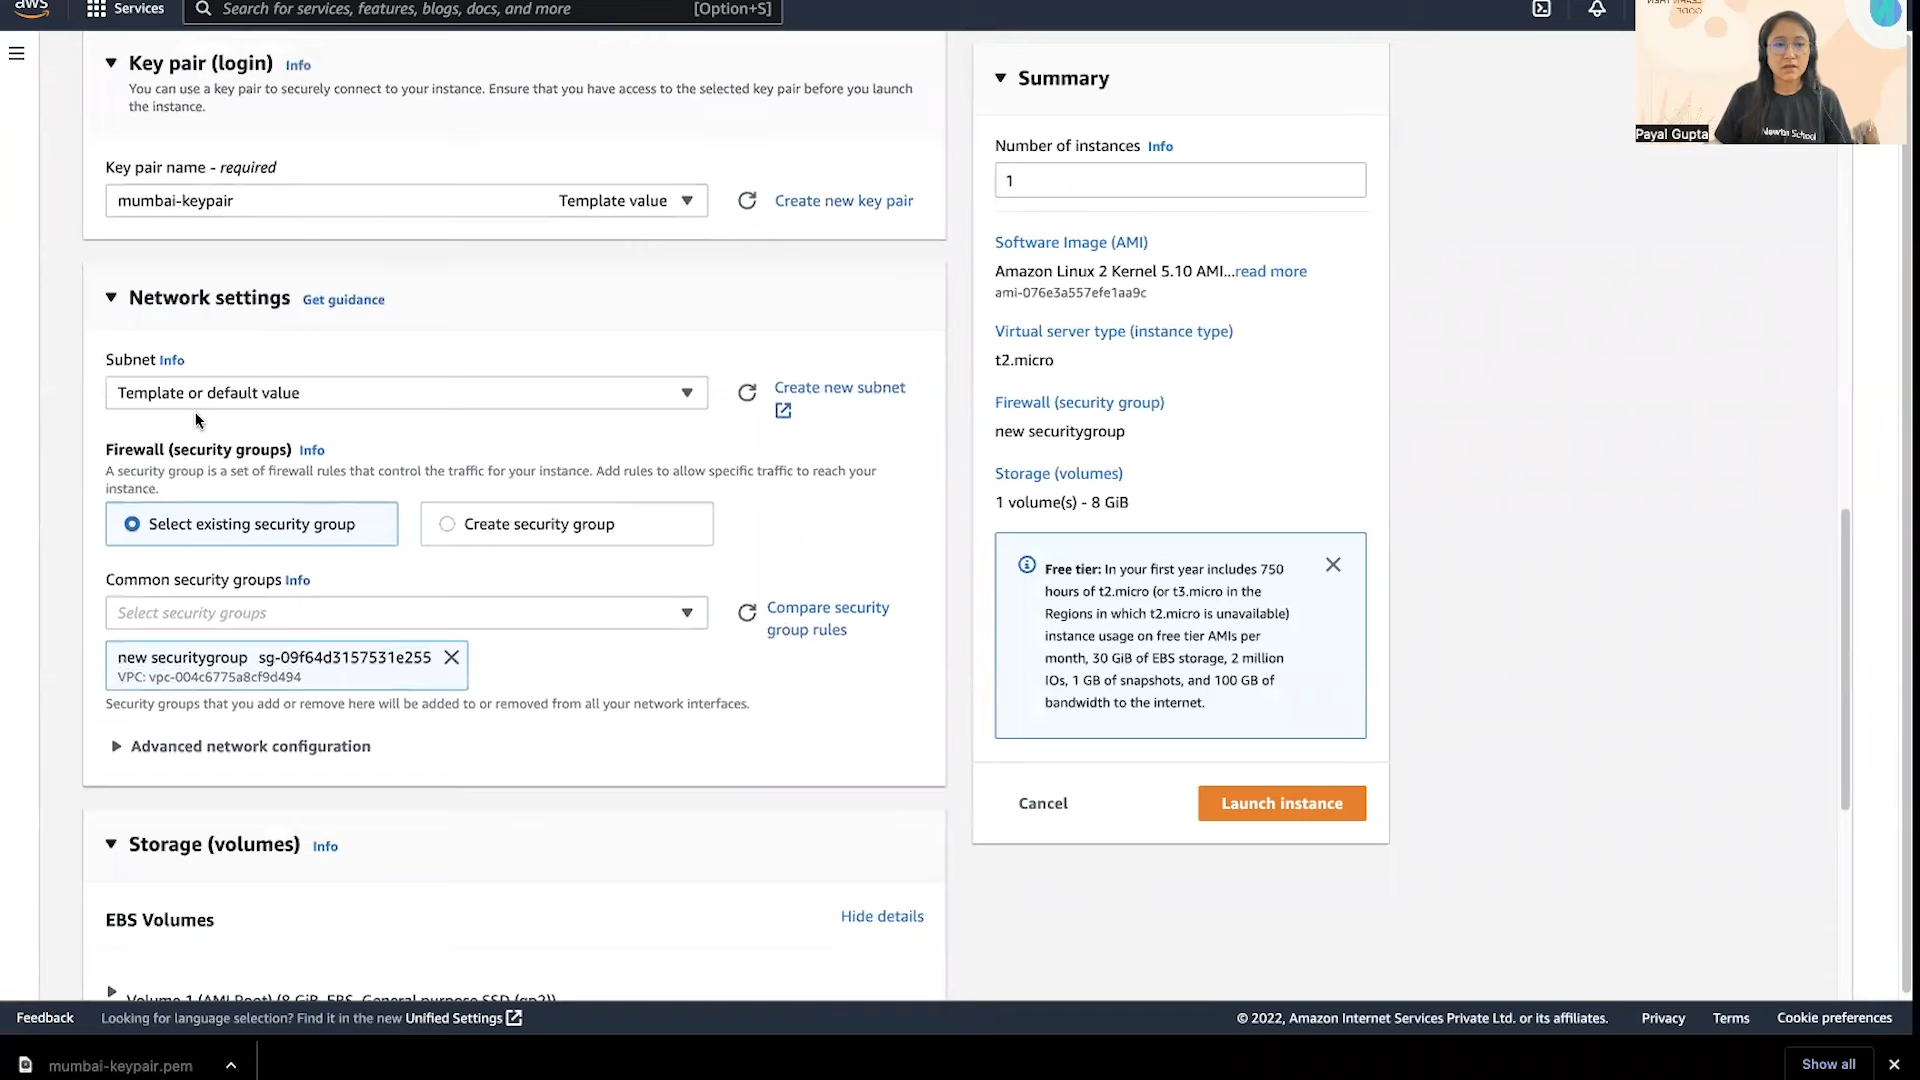 aws
Services
Search for services, features, blogs, docs, and more
[Option+S]
Key pair (login) Info
You can use a key pair to securely connect to your instance. Ensure that you have access to the selected key pair before you launch
the instance.
Key pair name - required
mumbai-keypair
Template value
Create new key pair
Network settings Get guidance
Subnet Info
Template or default value
Create new subnet
Firewall (security groups) Info
A security group is a set of firewall rules that control the traffic for your instance. Add rules to allow specific traffic to reach your
instance.
Select existing security group
Create security group
Common security groups Info
Select security groups
Compare security
group rules
new securitygroup sg-09f64d3157531e255
VPC: vpc-004c6775a8cf9d494
Security groups that you add or remove here will be added to or removed from all your network interfaces.
Advanced network configuration
Storage (volumes) Info
EBS Volumes
Hide details
Volume 1 (AMI Root) (8 GiB, EBS, General purpose SSD (gp2))
Summary
Number of instances Info
1
Software Image (AMI)
Amazon Linux 2 Kernel 5.10 AMI...read more
ami-076e3a557efe1aa9c
Virtual server type (instance type)
t2.micro
Firewall (security group)
new securitygroup
Storage (volumes)
1 volume(s) - 8 GiB
Free tier: In your first year includes 750
hours of t2.micro (or t3.micro in the
Regions in which t2.micro is unavailable)
instance usage on free tier AMIs per
month, 30 GiB of EBS storage, 2 million
IOs, 1 GB of snapshots, and 100 GB of
bandwidth to the internet.
Cancel
Launch instance
Payal Gupta
Newton School
Feedback
Looking for language selection? Find it in the new Unified Settings
© 2022, Amazon Internet Services Private Ltd. or its affiliates.
Privacy
Terms
Cookie preferences
mumbai-keypair.pem
Show all